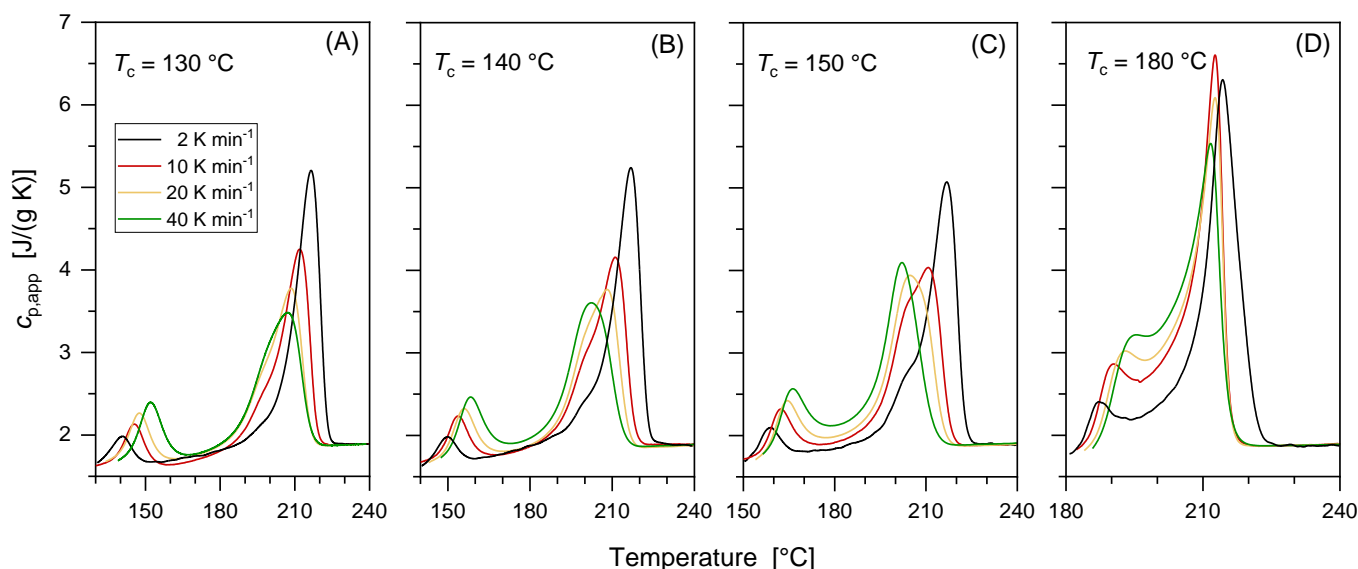 (A)
T_c = 130 °C
(B)
T_c = 140 °C
(C)
T_c = 150 °C
(D)
T_c = 180 °C
2 K min⁻¹
10 K min⁻¹
20 K min⁻¹
40 K min⁻¹
c_p,app [J/(g K)]
7
6
5
4
3
2
150 180 210 240
150 180 210 240
150 180 210 240
180 210 240
Temperature [°C]